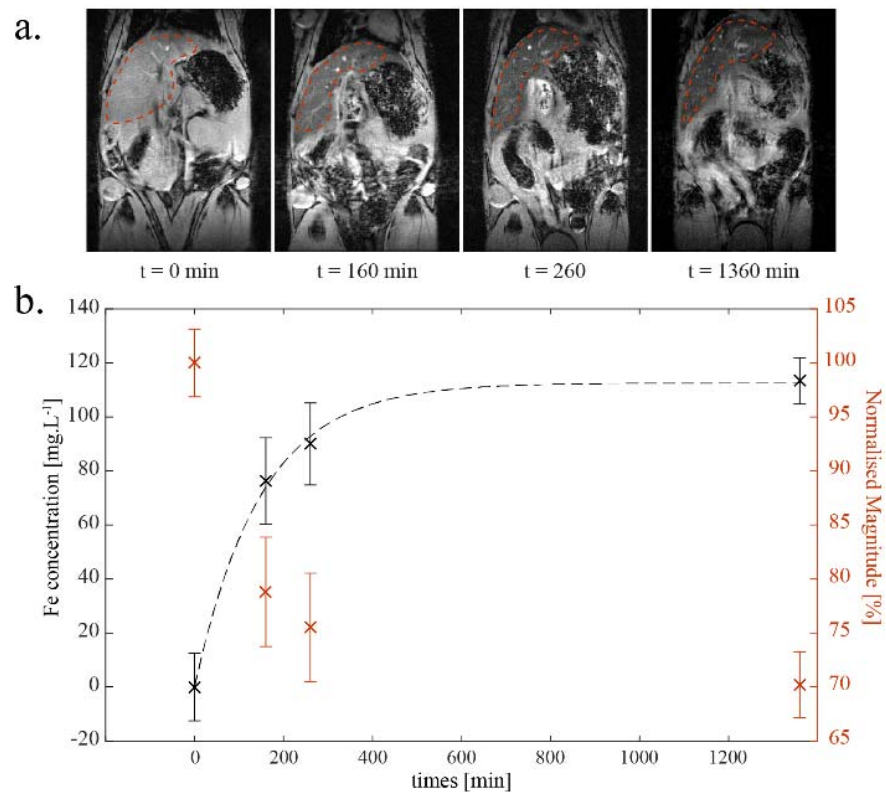 a.
t = 0 min
t = 160 min
t = 260
t = 1360 min
b.
140
120
100
80
60
40
20
0
-20
Fe concentration [mg.L⁻¹]
0
200
400
600
800
1000
1200
times [min]
105
100
95
90
85
80
75
70
65
Normalised Magnitude [%]